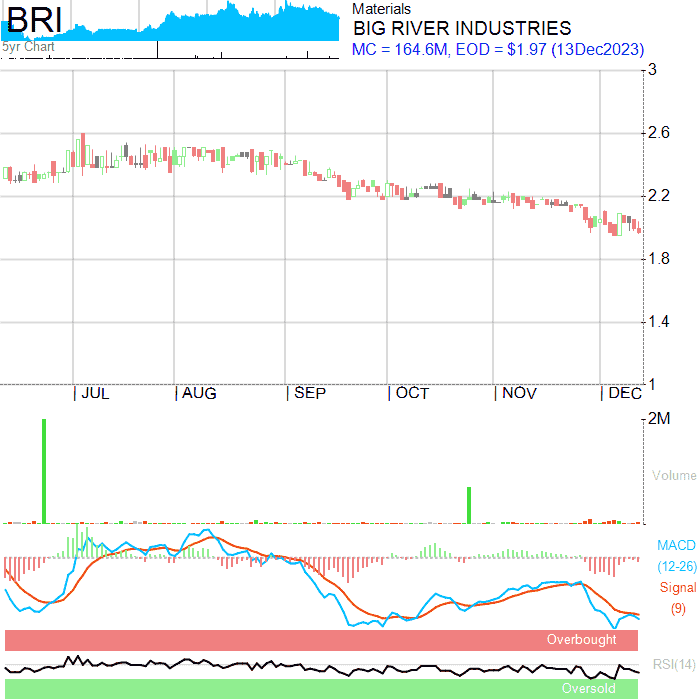 BRI
5yr Chart
Materials
BIG RIVER INDUSTRIES
MC = 164.6M, EOD = $1.97 (13Dec2023)
3
2.6
2.2
1.8
1.4
1
JUL AUG SEP OCT NOV DEC
2M
Volume
MACD
(12-26)
Signal
(9)
Overbought
RSI(14)
Oversold